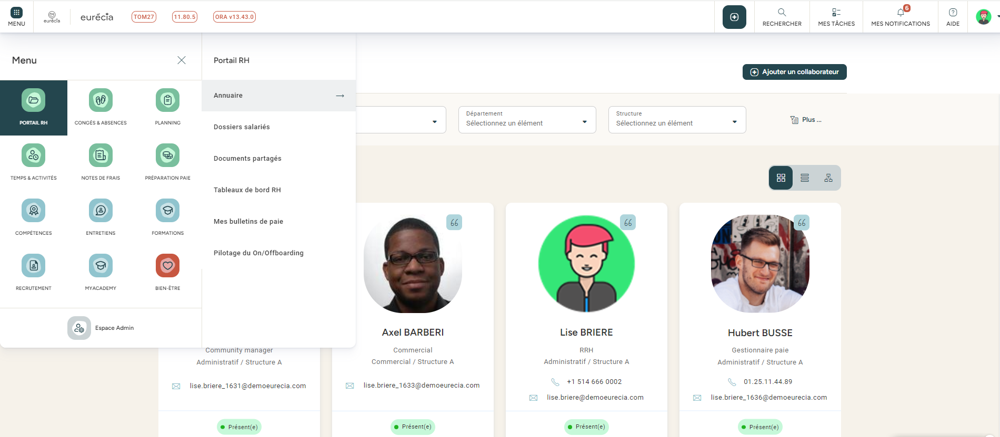 MENU
eurécia
eurécia
TOM27
11.80.5
ORA v13.43.0
RECHERCHER
MES TÂCHES
6
MES NOTIFICATIONS
AIDE
Menu
PORTAIL RH
CONGÉS & ABSENCES
PLANNING
TEMPS & ACTIVITÉS
NOTES DE FRAIS
PRÉPARATION PAIE
COMPÉTENCES
ENTRETIENS
FORMATIONS
RECRUTEMENT
MYACADEMY
BIEN-ÊTRE
Espace Admin
Portail RH
Annuaire
Dossiers salariés
Documents partagés
Tableaux de bord RH
Mes bulletins de paie
Pilotage du On/Offboarding
Ajouter un collaborateur
Département
Sélectionnez un élément
Structure
Sélectionnez un élément
Plus ...
Community manager
Administratif / Structure A
lise.briere_1631@demoeurecia.com
Présent(e)
Axel BARBERI
Commercial
Commercial / Structure A
lise.briere_1633@demoeurecia.com
Présent(e)
Lise BRIERE
RRH
Administratif / Structure A
+1 514 666 0002
lise.briere@demoeurecia.com
Présent(e)
Hubert BUSSE
Gestionnaire paie
Administratif / Structure A
01.25.11.44.89
lise.briere_1636@demoeurecia.com
Présent(e)